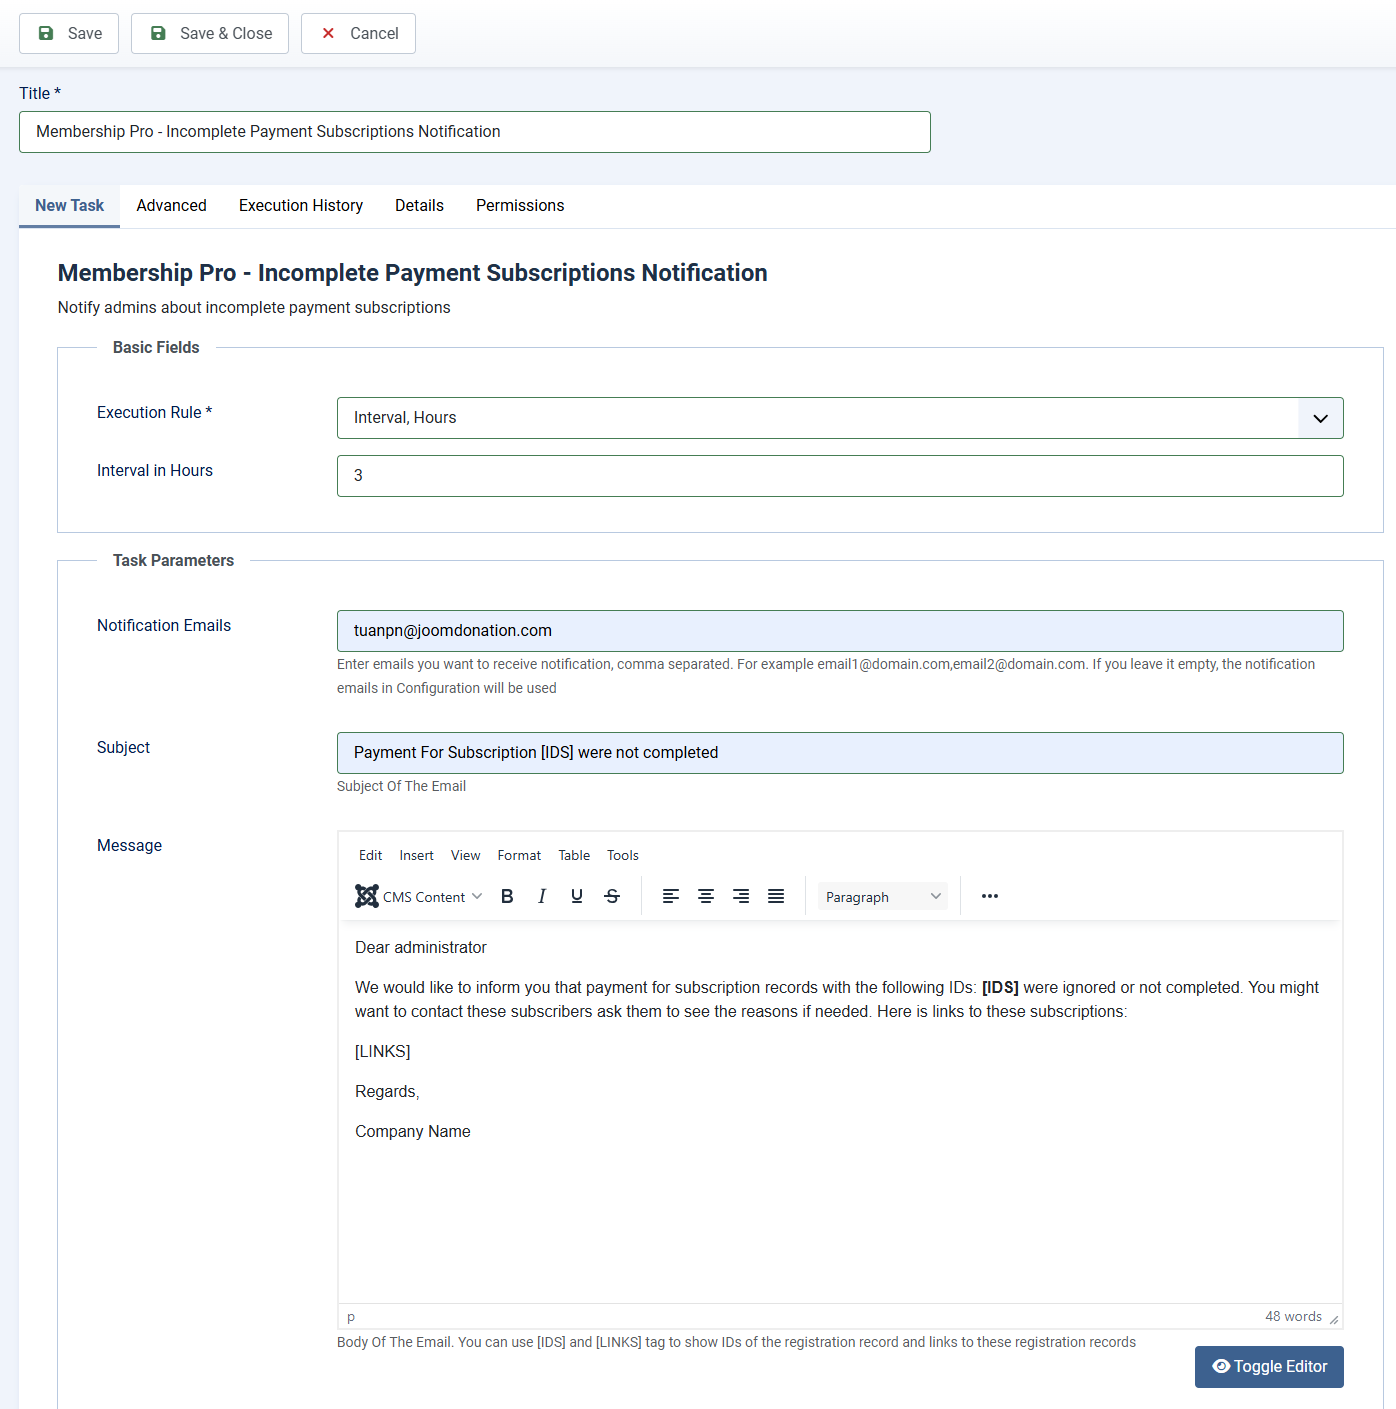 Save
Save & Close
Cancel
Title *
Membership Pro - Incomplete Payment Subscriptions Notification
New Task
Advanced
Execution History
Details
Permissions
Membership Pro - Incomplete Payment Subscriptions Notification
Notify admins about incomplete payment subscriptions
Basic Fields
Execution Rule *
Interval, Hours
Interval in Hours
3
Task Parameters
Notification Emails
tuanpn@joomdonation.com
Enter emails you want to receive notification, comma separated. For example email1@domain.com,email2@domain.com. If you leave it empty, the notification
emails in Configuration will be used
Subject
Payment For Subscription [IDS] were not completed
Subject Of The Email
Message
Edit Insert View Format Table Tools
CMS Content B I U S Paragraph
Dear administrator
We would like to inform you that payment for subscription records with the following IDs: [IDS] were ignored or not completed. You might
want to contact these subscribers ask them to see the reasons if needed. Here is links to these subscriptions:
[LINKS]
Regards,
Company Name
p
48 words
Body Of The Email. You can use [IDS] and [LINKS] tag to show IDs of the registration record and links to these registration records
Toggle Editor